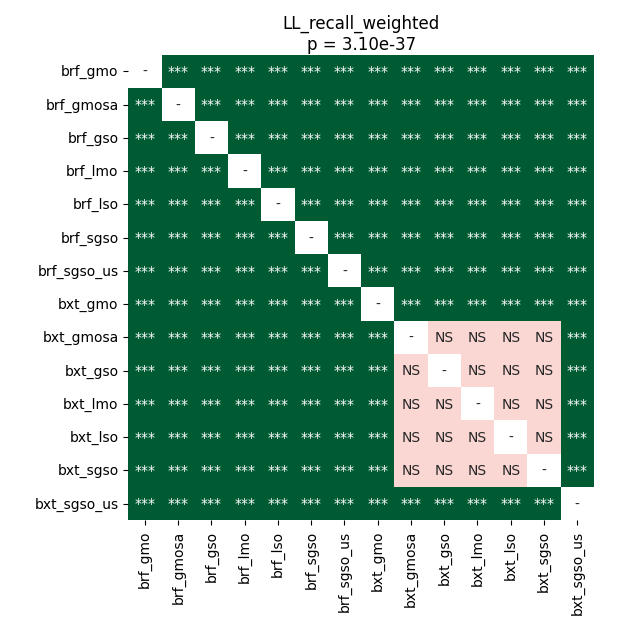 LL_recall_weighted
p = 3.10e-37
brf_gmo - *** *** *** *** *** *** *** *** *** *** *** *** ***
brf_gmosa *** - *** *** *** *** *** *** *** *** *** *** *** ***
brf_gso *** *** - *** *** *** *** *** *** *** *** *** *** ***
brf_lmo *** *** *** - *** *** *** *** *** *** *** *** *** ***
brf_lso *** *** *** *** - *** *** *** *** *** *** *** *** ***
brf_sgso *** *** *** *** *** - *** *** *** *** *** *** *** ***
brf_sgso_us *** *** *** *** *** *** - *** *** *** *** *** *** ***
bxt_gmo *** *** *** *** *** *** *** - *** *** *** *** *** ***
bxt_gmosa *** *** *** *** *** *** *** *** - NS NS NS NS ***
bxt_gso *** *** *** *** *** *** *** *** NS - NS NS NS ***
bxt_lmo *** *** *** *** *** *** *** *** NS NS - NS NS ***
bxt_lso *** *** *** *** *** *** *** *** NS NS NS - NS ***
bxt_sgso *** *** *** *** *** *** *** *** NS NS NS NS - ***
bxt_sgso_us *** *** *** *** *** *** *** *** *** *** *** *** *** -
brf_gmo brf_gmosa brf_gso brf_lmo brf_lso brf_sgso brf_sgso_us bxt_gmo bxt_gmosa bxt_gso bxt_lmo bxt_lso bxt_sgso bxt_sgso_us